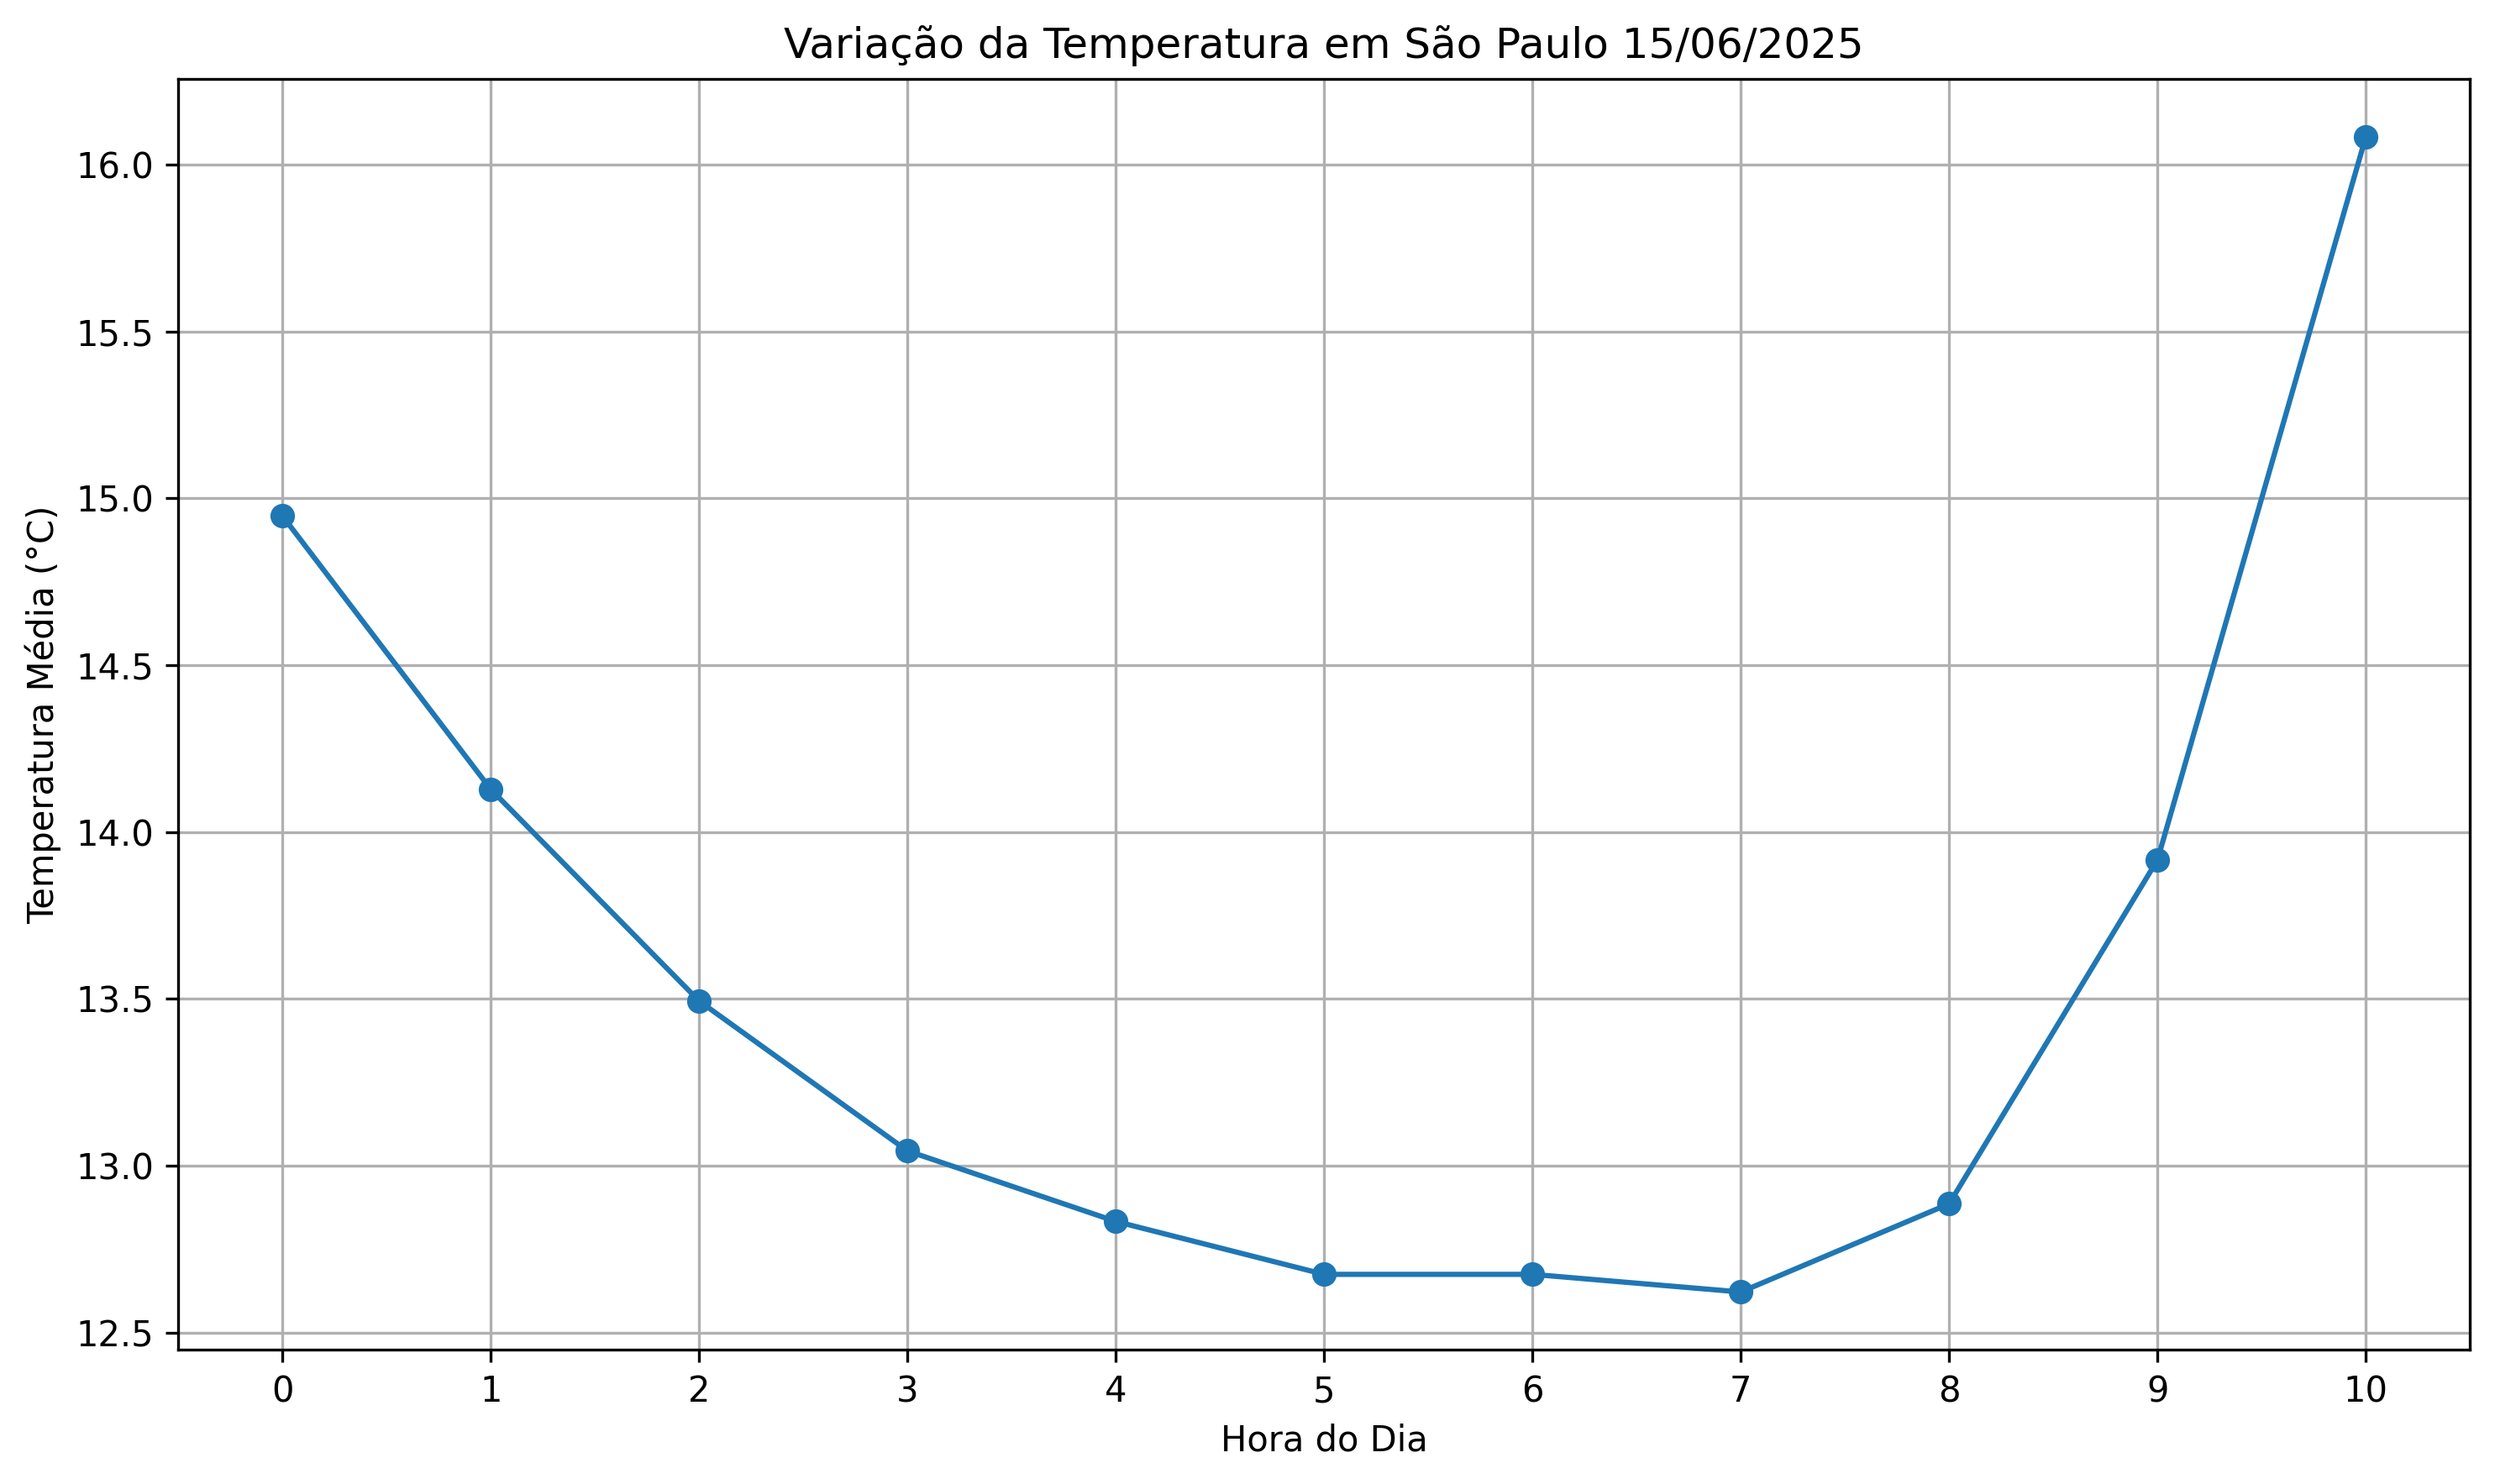 Variação da Temperatura em São Paulo 15/06/2025
Temperatura Média (°C)
16.0
15.5
15.0
14.5
14.0
13.5
13.0
12.5
0 1 2 3 4 5 6 7 8 9 10
Hora do Dia